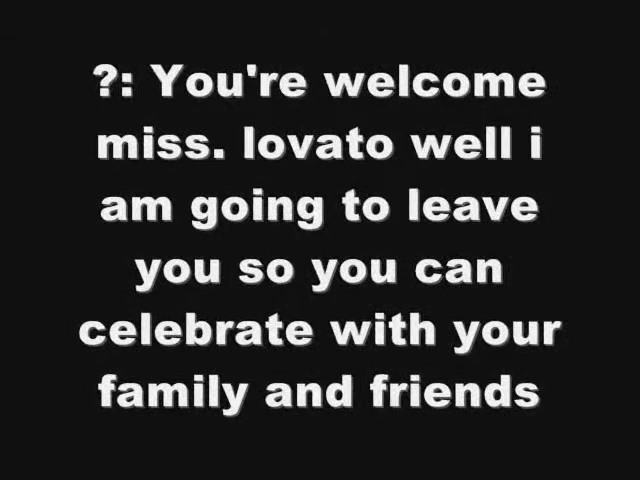 ?: You're welcome
miss. lovato well i
am going to leave
you so you can
celebrate with your
family and friends